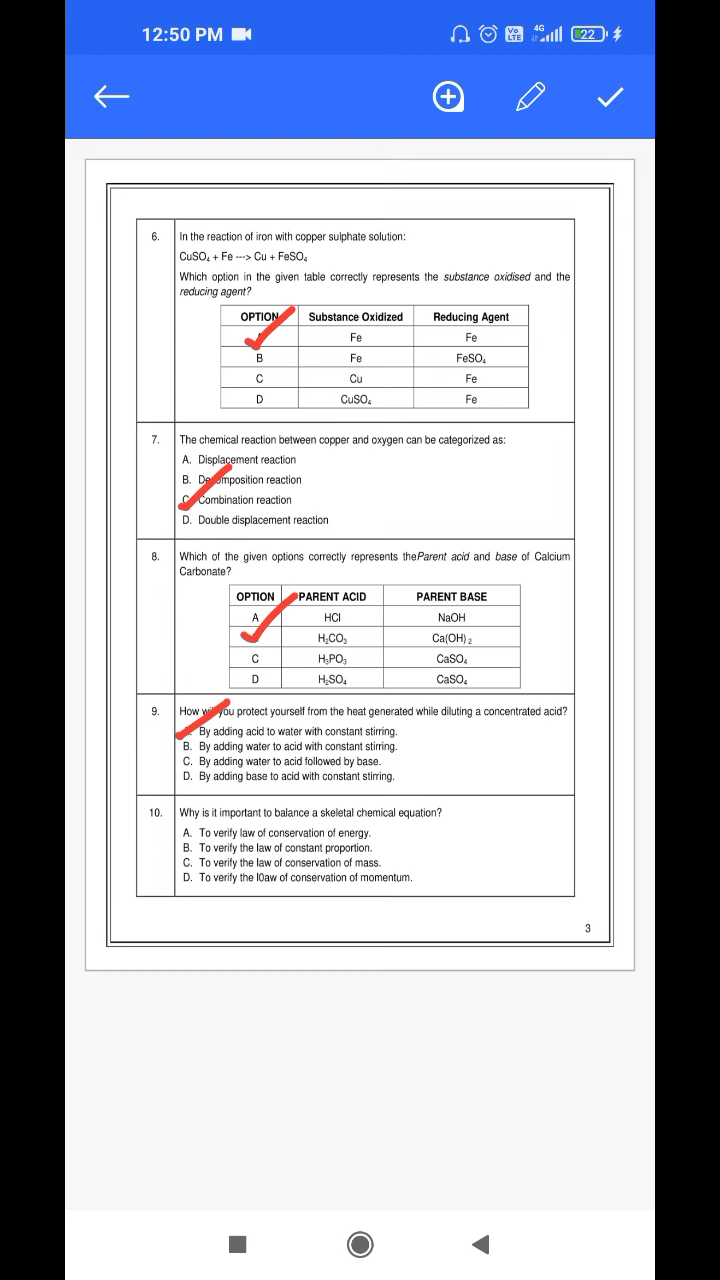 12:50 PM
Vo LTE
4G
22
6. In the reaction of iron with copper sulphate solution:
CuSO₄ + Fe ---> Cu + FeSO₄
Which option in the given table correctly represents the substance oxidised and the
reducing agent?
OPTION Substance Oxidized Reducing Agent
Fe Fe
B Fe FeSO₄
C Cu Fe
D CuSO₄ Fe
7. The chemical reaction between copper and oxygen can be categorized as:
A. Displacement reaction
B. Decomposition reaction
C. Combination reaction
D. Double displacement reaction
8. Which of the given options correctly represents theParent acid and base of Calcium
Carbonate?
OPTION PARENT ACID PARENT BASE
A HCl NaOH
H₂CO₃ Ca(OH)₂
C H₃PO₃ CaSO₄
D H₂SO₄ CaSO₄
9. How will you protect yourself from the heat generated while diluting a concentrated acid?
By adding acid to water with constant stirring.
B. By adding water to acid with constant stirring.
C. By adding water to acid followed by base.
D. By adding base to acid with constant stirring.
10. Why is it important to balance a skeletal chemical equation?
A. To verify law of conservation of energy.
B. To verify the law of constant proportion.
C. To verify the law of conservation of mass.
D. To verify the l0aw of conservation of momentum.
3